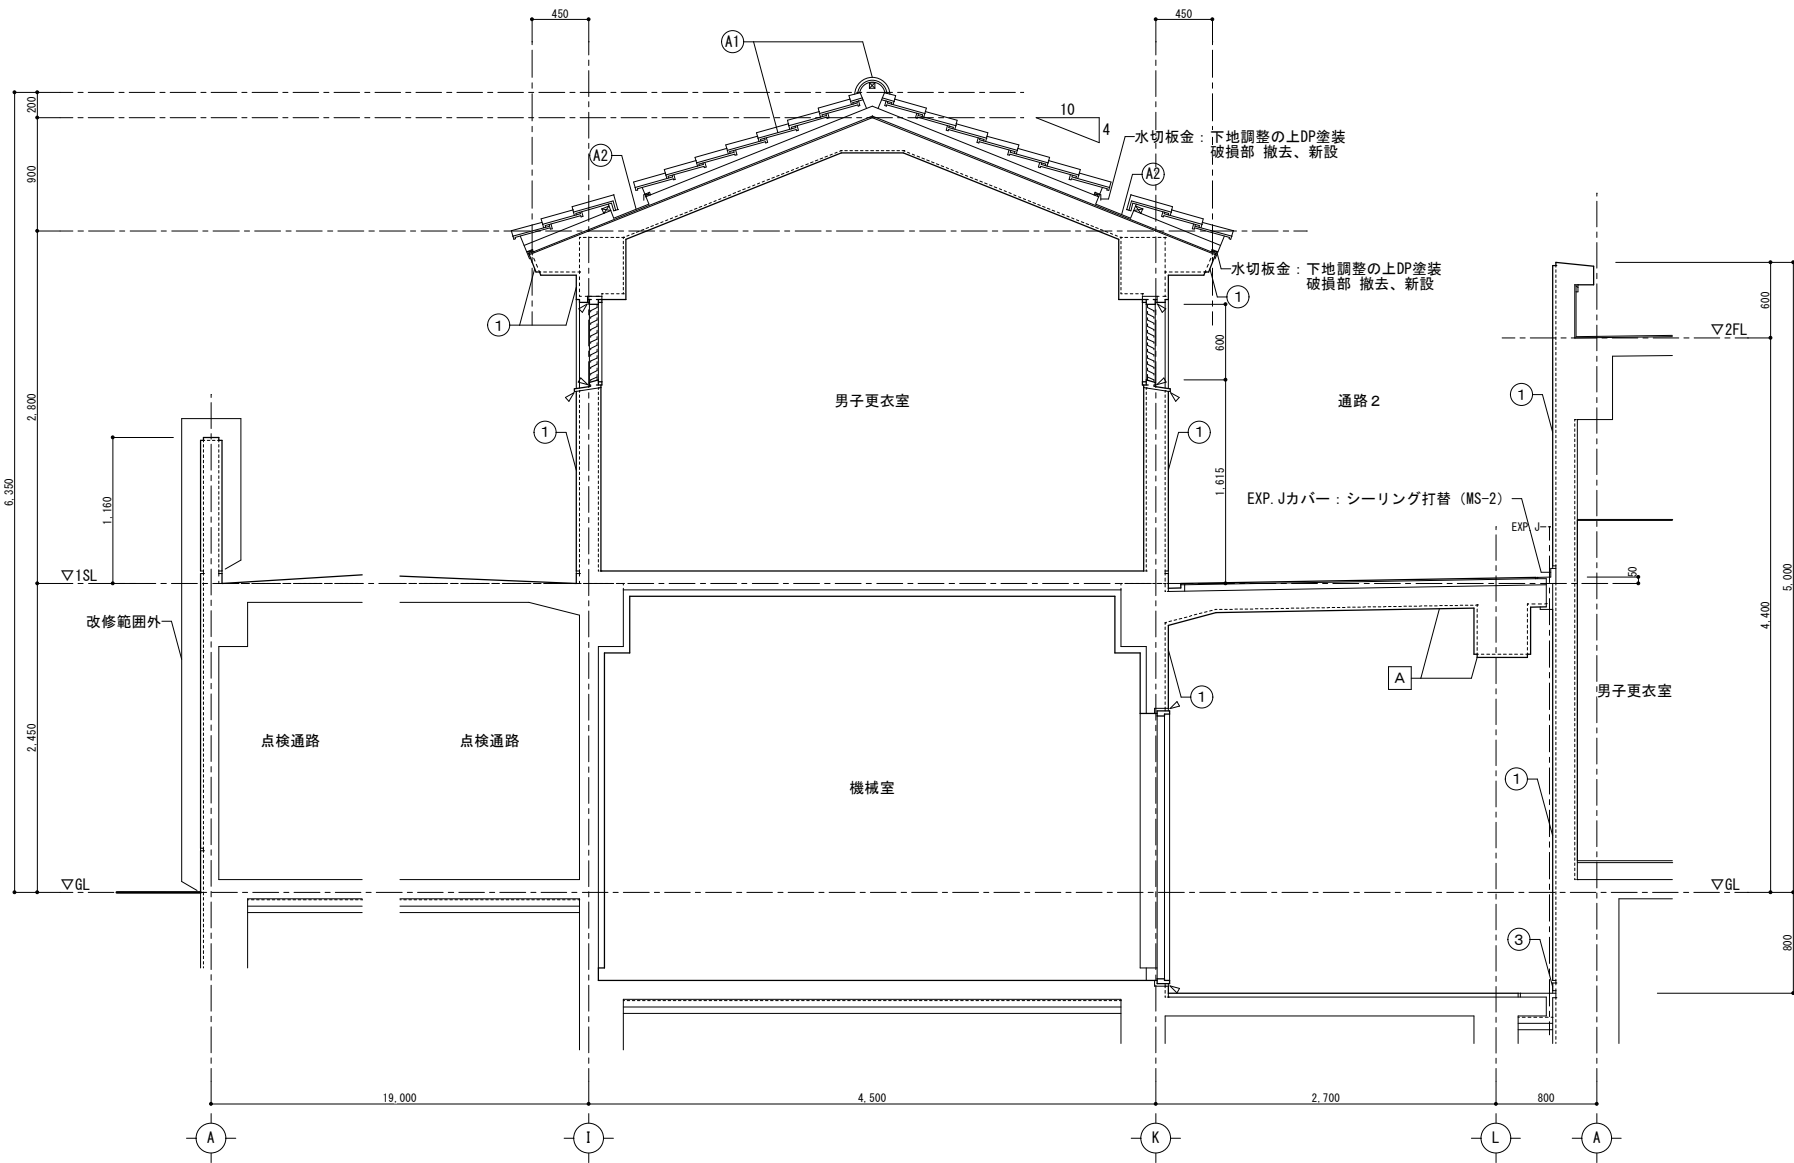 450
450
A1
200
10
4
水切板金：下地調整の上DP塗装
破損部 撤去、新設
A2
A2
900
水切板金：下地調整の上DP塗装
破損部 撤去、新設
1
1
600
600
▽2FL
男子更衣室
通路２
1
2,800
1
1
6,350
1,160
1,615
EXP.Jカバー：シーリング打替（MS-2）
EXP.J
▽1SL
50
5,000
4,400
改修範囲外
A
1
男子更衣室
2,450
点検通路
点検通路
機械室
1
▽GL
▽GL
3
800
19,000
4,500
2,700
800
A
I
K
L
A